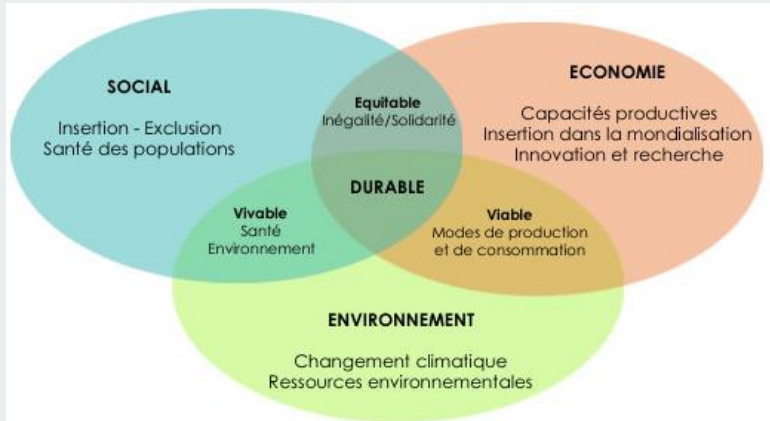 SOCIAL
Insertion - Exclusion
Santé des populations
Equitable
Inégalité/Solidarité
ECONOMIE
Capacités productives
Insertion dans la mondialisation
Innovation et recherche
DURABLE
Vivable
Santé
Environnement
Viable
Modes de production
et de consommation
ENVIRONNEMENT
Changement climatique
Ressources environnementales